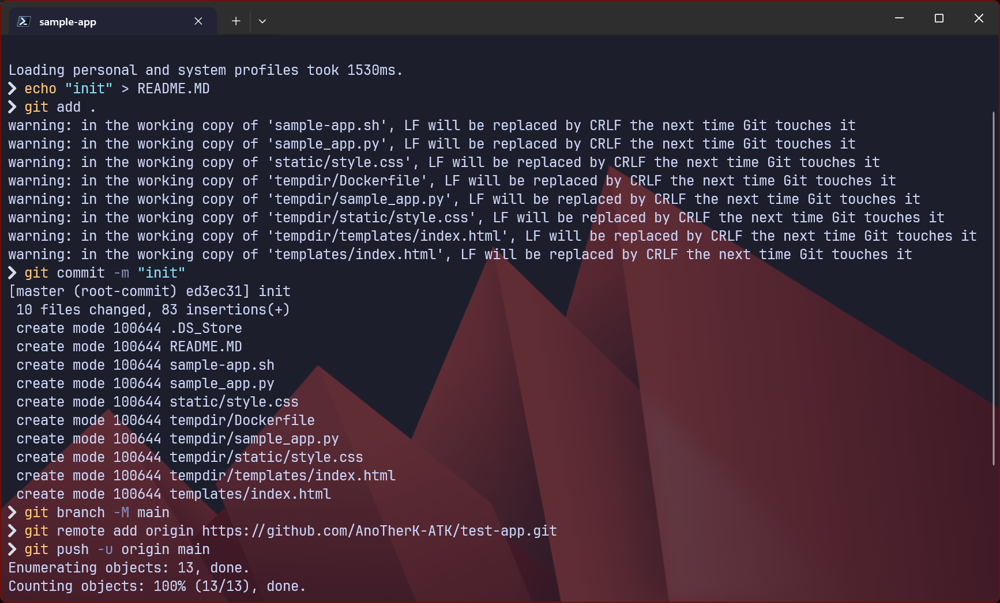 sample-app
Loading personal and system profiles took 1530ms.
❯ echo "init" > README.MD
❯ git add .
warning: in the working copy of 'sample-app.sh', LF will be replaced by CRLF the next time Git touches it
warning: in the working copy of 'sample_app.py', LF will be replaced by CRLF the next time Git touches it
warning: in the working copy of 'static/style.css', LF will be replaced by CRLF the next time Git touches it
warning: in the working copy of 'tempdir/Dockerfile', LF will be replaced by CRLF the next time Git touches it
warning: in the working copy of 'tempdir/sample_app.py', LF will be replaced by CRLF the next time Git touches it
warning: in the working copy of 'tempdir/static/style.css', LF will be replaced by CRLF the next time Git touches it
warning: in the working copy of 'tempdir/templates/index.html', LF will be replaced by CRLF the next time Git touches it
warning: in the working copy of 'templates/index.html', LF will be replaced by CRLF the next time Git touches it
❯ git commit -m "init"
[master (root-commit) ed3ec31] init
 10 files changed, 83 insertions(+)
 create mode 100644 .DS_Store
 create mode 100644 README.MD
 create mode 100644 sample-app.sh
 create mode 100644 sample_app.py
 create mode 100644 static/style.css
 create mode 100644 tempdir/Dockerfile
 create mode 100644 tempdir/sample_app.py
 create mode 100644 tempdir/static/style.css
 create mode 100644 tempdir/templates/index.html
 create mode 100644 templates/index.html
❯ git branch -M main
❯ git remote add origin https://github.com/AnoTherK-ATK/test-app.git
❯ git push -u origin main
Enumerating objects: 13, done.
Counting objects: 100% (13/13), done.